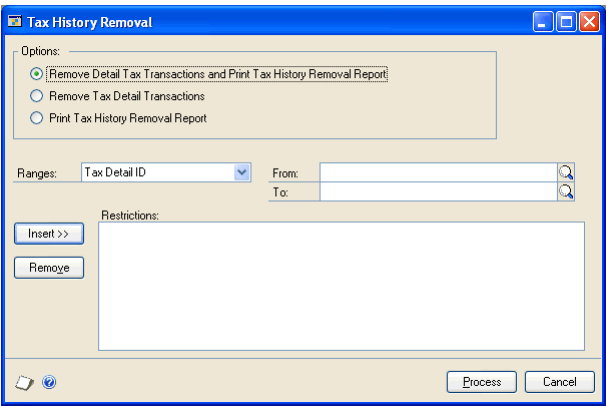 Tax History Removal
Options:
Remove Detail Tax Transactions and Print Tax History Removal Report
Remove Tax Detail Transactions
Print Tax History Removal Report
Ranges: Tax Detail ID From:
To:
Restrictions:
Insert >>
Remove
Process Cancel